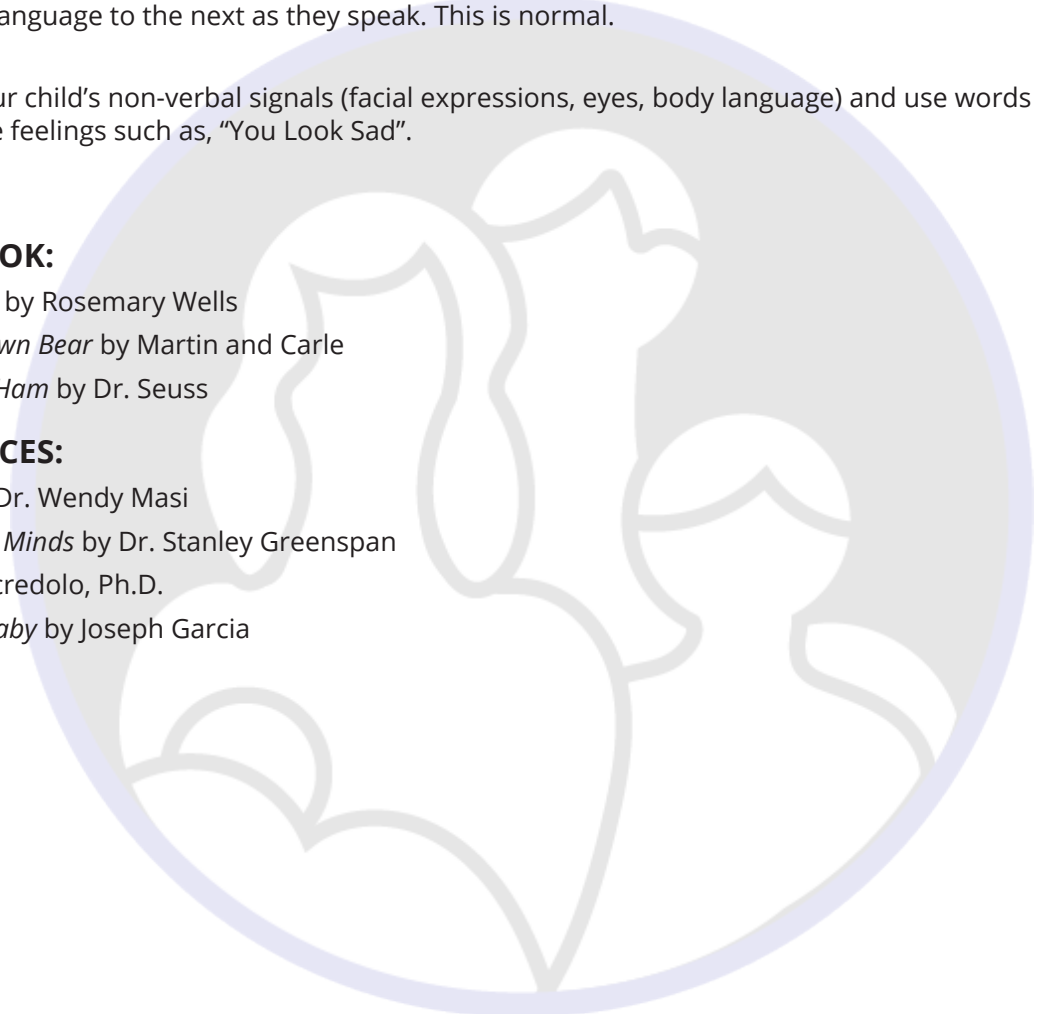 anguage to the next as they speak. This is normal.
ur child’s non-verbal signals (facial expressions, eyes, body language) and use words
e feelings such as, “You Look Sad”.
OK:
by Rosemary Wells
wn Bear by Martin and Carle
Ham by Dr. Seuss
CES:
Dr. Wendy Masi
Minds by Dr. Stanley Greenspan
credolo, Ph.D.
aby by Joseph Garcia